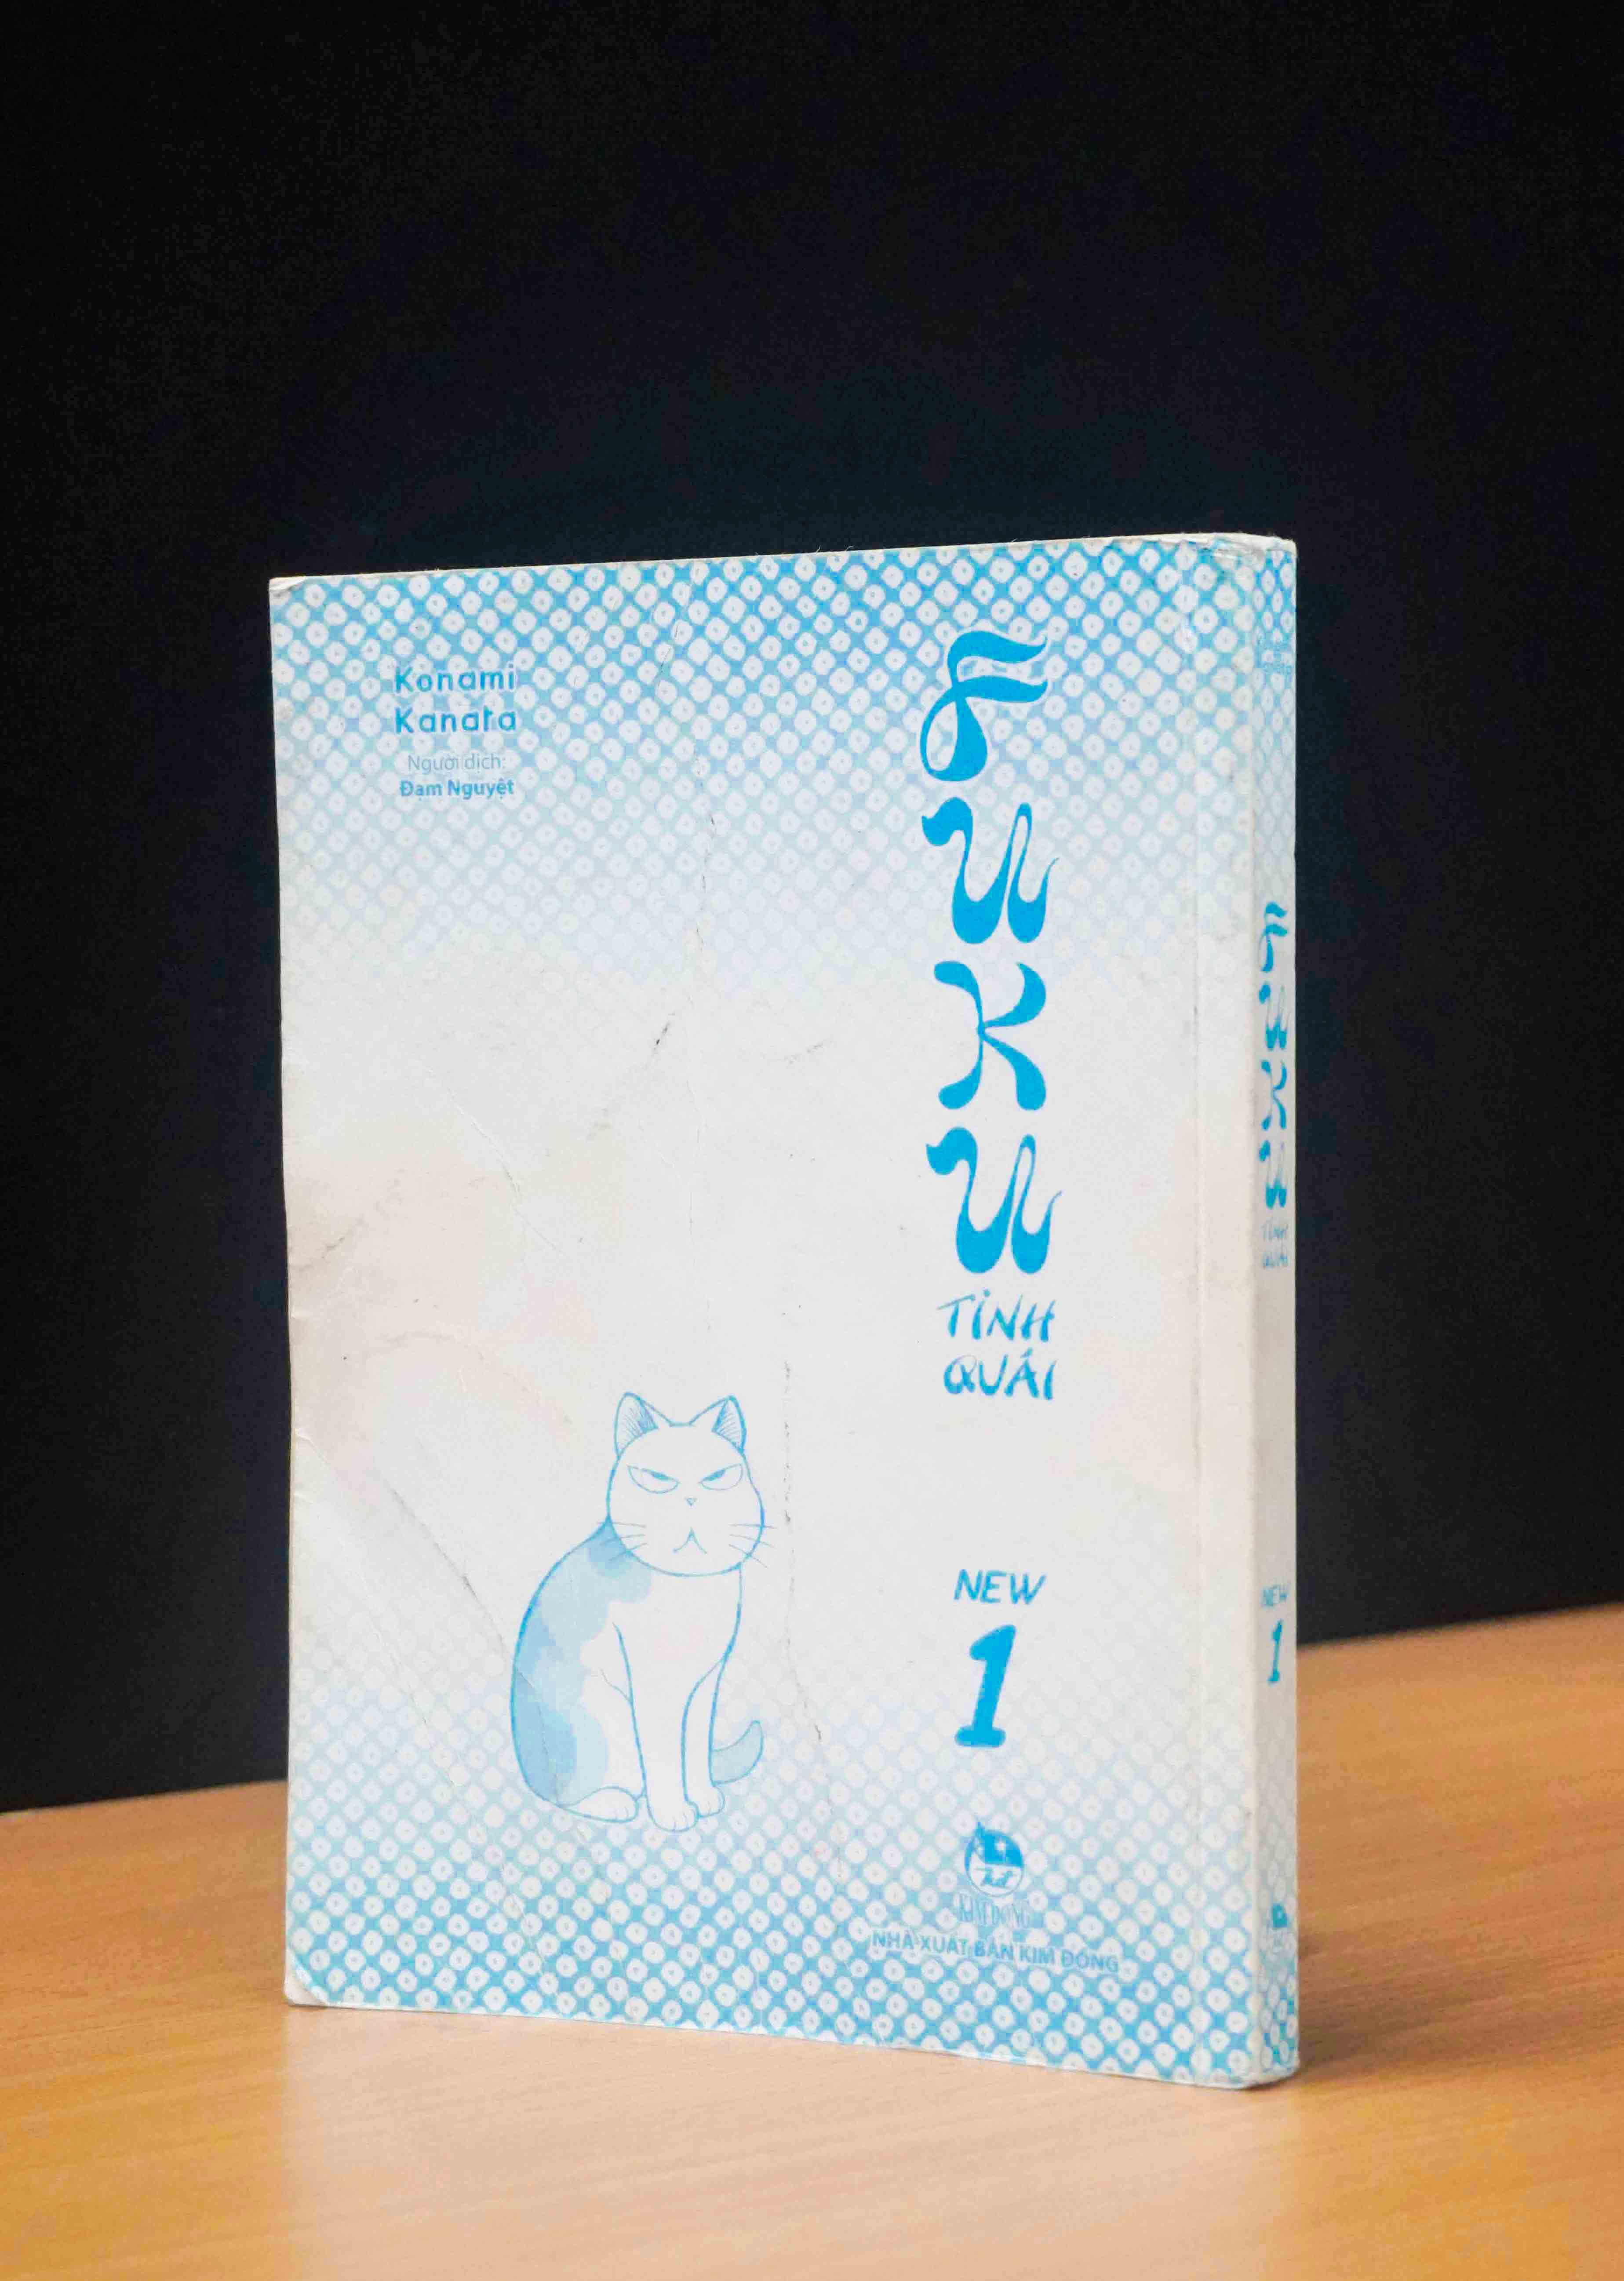 Konami
Kanata
Người dịch:
Đạm Nguyệt
FUKU
TINH
QUÁI
NEW
1
KIM ĐỒNG
NHÀ XUẤT BẢN KIM ĐỒNG
FUKU
TINH
QUÁI
NEW
1